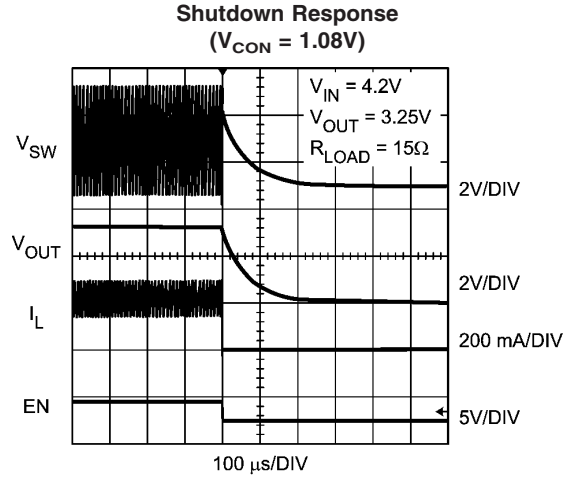 Shutdown Response
(VCON = 1.08V)
VIN = 4.2V
VOUT = 3.25V
RLOAD = 15Ω
VSW
2V/DIV
VOUT
2V/DIV
IL
200 mA/DIV
EN
5V/DIV
100 μs/DIV